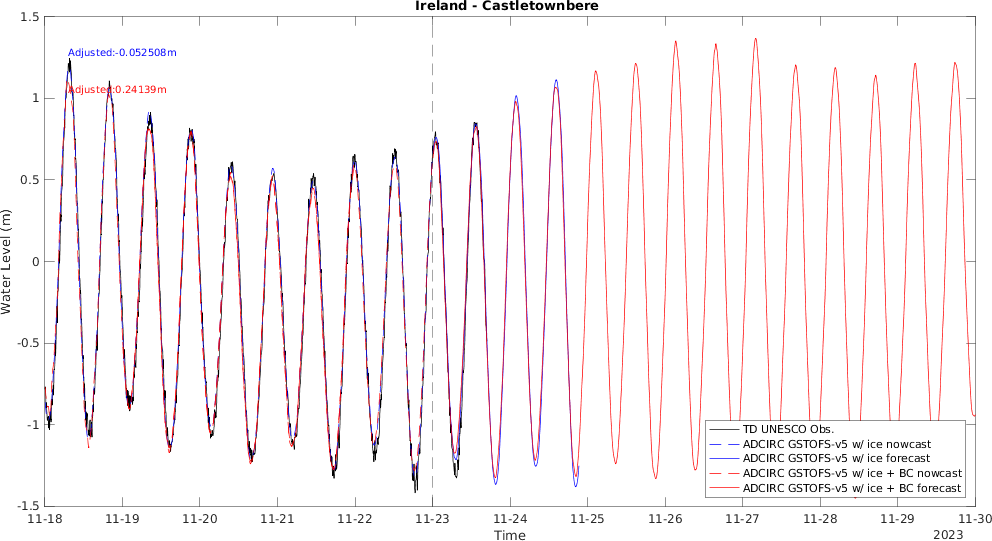 Ireland - Castletownbere
Adjusted:-0.052508m
Adjusted:0.24139m
1.5
1
0.5
0
-0.5
-1
-1.5
Water Level (m)
TD UNESCO Obs.
ADCIRC GSTOFS-v5 w/ ice nowcast
ADCIRC GSTOFS-v5 w/ ice forecast
ADCIRC GSTOFS-v5 w/ ice + BC nowcast
ADCIRC GSTOFS-v5 w/ ice + BC forecast
11-18 11-19 11-20 11-21 11-22 11-23 11-24 11-25 11-26 11-27 11-28 11-29 11-30
Time
2023